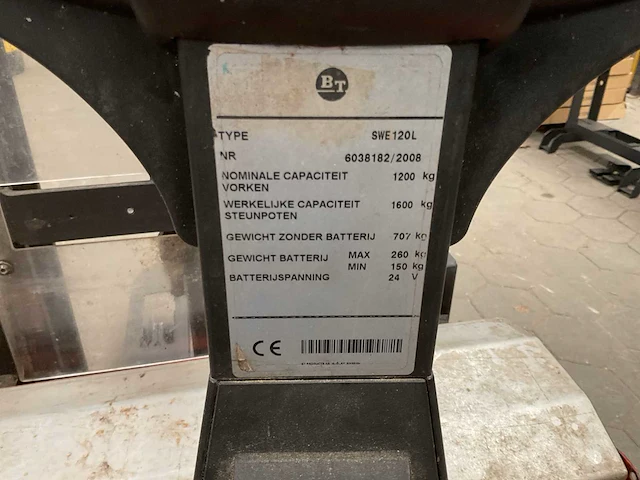 BT
TYPE SWE120L
NR 6038182/2008
NOMINALE CAPACITEIT 1200 kg
VORKEN
WERKELIJKE CAPACITEIT 1600 kg
STEUNPOTEN
GEWICHT ZONDER BATTERIJ 707 kg
GEWICHT BATTERIJ MAX 260 kg
MIN 150 kg
BATTERIJSPANNING 24 V
CE